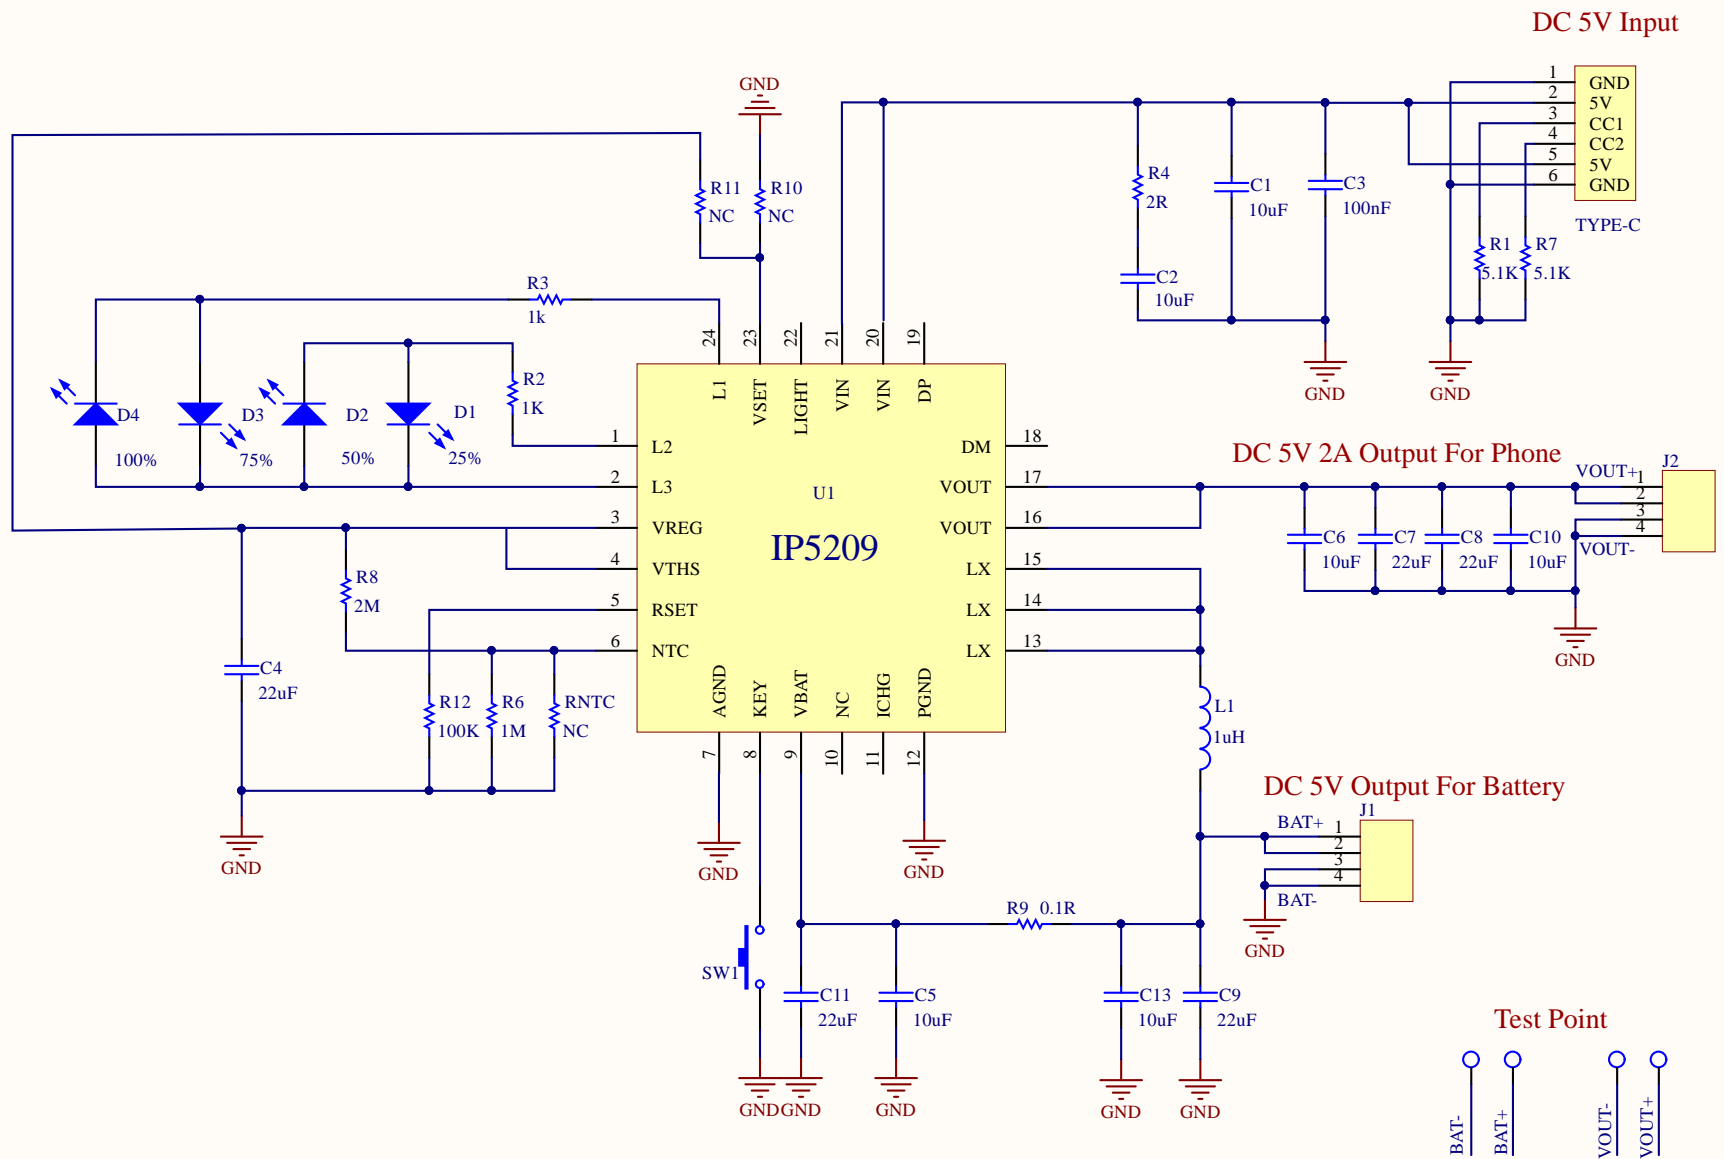 DC 5V Input
GND
1
GND
2
5V
3
CC1
4
CC2
5
5V
6
GND
TYPE-C
R11
NC
R10
NC
R4
2R
C1
10uF
C3
100nF
C2
10uF
R1
5.1K
R7
5.1K
GND
GND
R3
1k
24
23
22
21
20
19
L1
VSET
LIGHT
VIN
VIN
DP
D4
100%
D3
75%
D2
50%
D1
25%
R2
1K
1
L2
2
L3
3
VREG
4
VTHS
5
RSET
6
NTC
U1
IP5209
DM
18
VOUT
17
VOUT
16
LX
15
LX
14
LX
13
AGND
KEY
VBAT
NC
ICHG
PGND
7
8
9
10
11
12
DC 5V 2A Output For Phone
VOUT+
J2
1
2
3
4
VOUT-
C6
10uF
C7
22uF
C8
22uF
C10
10uF
GND
R8
2M
C4
22uF
R12
100K
R6
1M
RNTC
NC
GND
GND
GND
L1
1uH
DC 5V Output For Battery
J1
BAT+
1
2
3
4
BAT-
GND
R9 0.1R
SW1
C11
22uF
C5
10uF
C13
10uF
C9
22uF
GND
GND
GND
GND
GND
Test Point
BAT-
BAT+
VOUT-
VOUT+